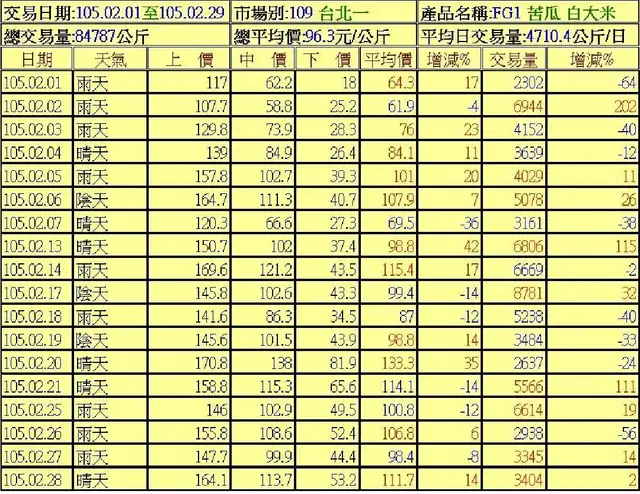 交易日期:105.02.01至105.02.29 市場別:109 台北一 產品名稱:FG1 苦瓜 白大米
總交易量:84787公斤 總平均價:96.3元/公斤 平均日交易量:4710.4公斤/日
日期 天氣 上 價 中 價 下 價 平均價 增減% 交易量 增減%
105.02.01 雨天 117 62.2 18 64.3 17 2302 -64
105.02.02 雨天 107.7 58.8 25.2 61.9 -4 6944 202
105.02.03 雨天 129.8 73.9 28.3 76 23 4152 -40
105.02.04 晴天 139 84.9 26.4 84.1 11 3639 -12
105.02.05 雨天 157.8 102.7 39.3 101 20 4029 11
105.02.06 陰天 164.7 111.3 40.7 107.9 7 5078 26
105.02.07 晴天 120.3 66.6 27.3 69.5 -36 3161 -38
105.02.13 晴天 150.7 102 37.4 98.8 42 6806 115
105.02.14 雨天 169.6 121.2 43.5 115.4 17 6669 -2
105.02.17 陰天 145.8 102.6 43.3 99.4 -14 8781 32
105.02.18 雨天 141.6 86.3 34.5 87 -12 5238 -40
105.02.19 陰天 145.6 101.5 43.9 98.8 14 3484 -33
105.02.20 晴天 170.8 138 81.9 133.3 35 2637 -24
105.02.21 晴天 158.8 115.3 65.6 114.1 -14 5566 111
105.02.25 雨天 146 102.9 49.5 100.8 -12 6614 19
105.02.26 雨天 155.8 108.6 52.4 106.8 6 2938 -56
105.02.27 雨天 147.7 99.9 44.4 98.4 -8 3345 14
105.02.28 晴天 164.1 113.7 53.2 111.7 14 3404 2